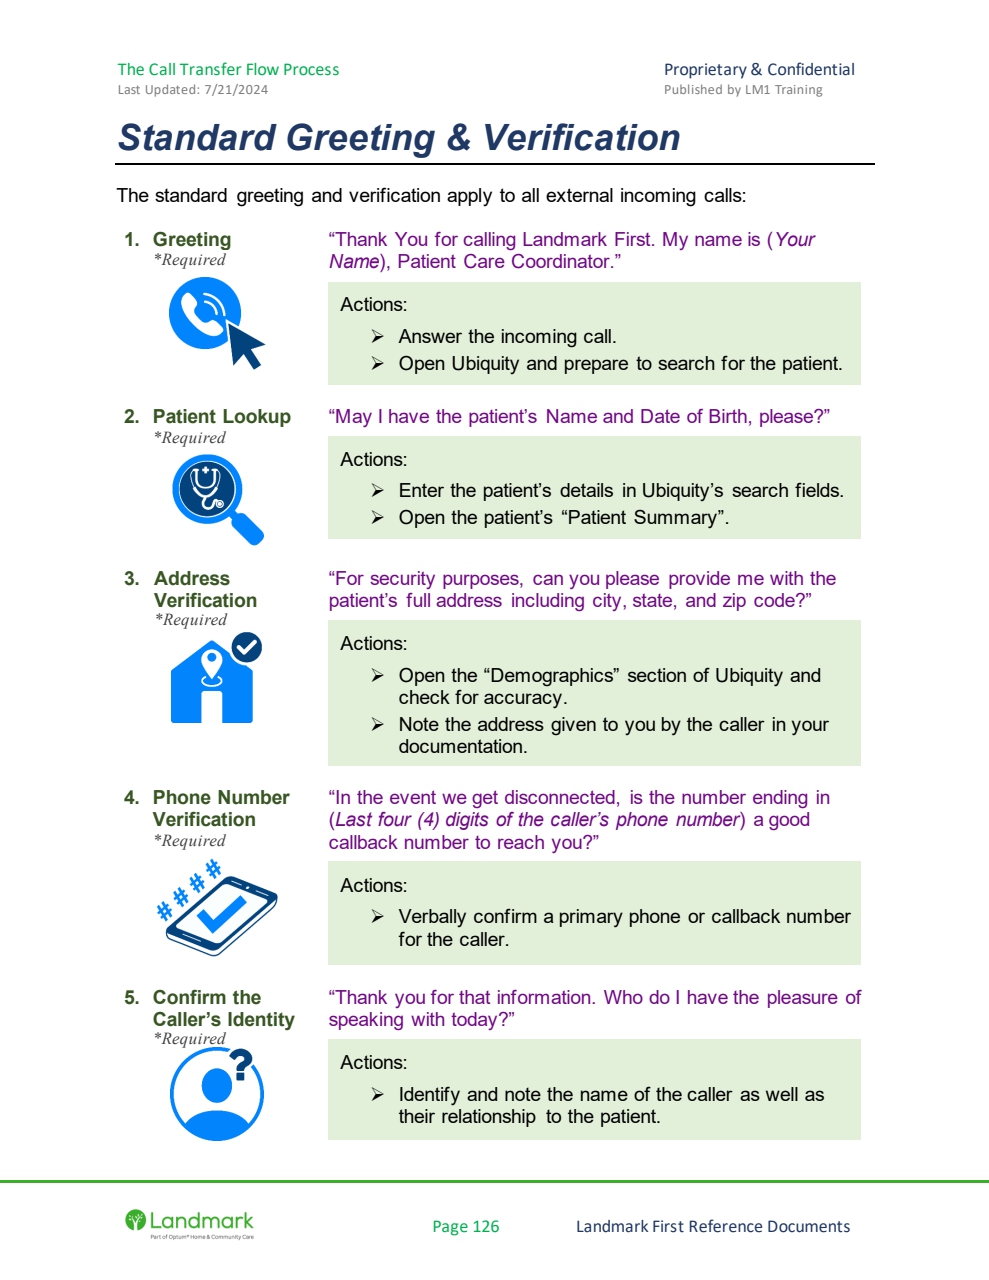 The Call Transfer Flow Process
Proprietary & Confidential
Last Updated: 7/21/2024
Published by LM1 Training
Standard Greeting & Verification
The standard greeting and verification apply to all external incoming calls:
1. Greeting
*Required
“Thank You for calling Landmark First. My name is (Your
Name), Patient Care Coordinator.”
Actions:
➢ Answer the incoming call.
➢ Open Ubiquity and prepare to search for the patient.
2. Patient Lookup
*Required
“May I have the patient’s Name and Date of Birth, please?”
Actions:
➢ Enter the patient’s details in Ubiquity’s search fields.
➢ Open the patient’s “Patient Summary”.
3. Address
Verification
*Required
“For security purposes, can you please provide me with the
patient’s full address including city, state, and zip code?”
Actions:
➢ Open the “Demographics” section of Ubiquity and
check for accuracy.
➢ Note the address given to you by the caller in your
documentation.
4. Phone Number
Verification
*Required
####
“In the event we get disconnected, is the number ending in
(Last four (4) digits of the caller’s phone number) a good
callback number to reach you?”
Actions:
➢ Verbally confirm a primary phone or callback number
for the caller.
5. Confirm the
Caller’s Identity
*Required
?
“Thank you for that information. Who do I have the pleasure of
speaking with today?”
Actions:
➢ Identify and note the name of the caller as well as
their relationship to the patient.
Landmark
Part of Optum® Home & Community Care
Page 126
Landmark First Reference Documents